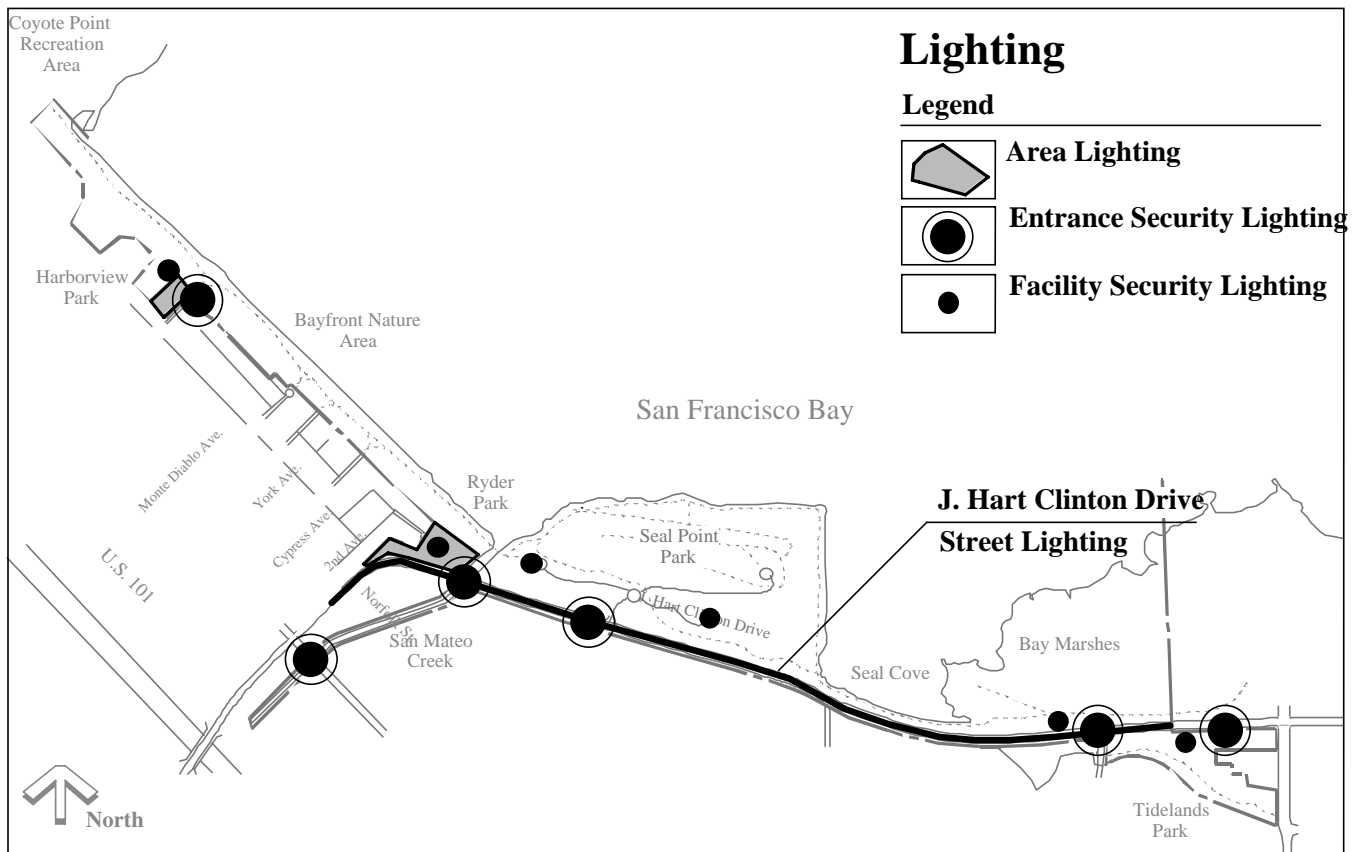 Coyote Point
Recreation
Area
Lighting
Legend
Area Lighting
Entrance Security Lighting
Facility Security Lighting
Harborview
Park
Bayfront Nature
Area
San Francisco Bay
Monte Diablo Ave.
York Ave.
Cypress Ave.
2nd Ave.
U.S. 101
Ryder
Park
Seal Point
Park
J. Hart Clinton Drive
Street Lighting
J. Hart Clinton Drive
Norfolk St.
San Mateo
Creek
Seal Cove
Bay Marshes
Tidelands
Park
North